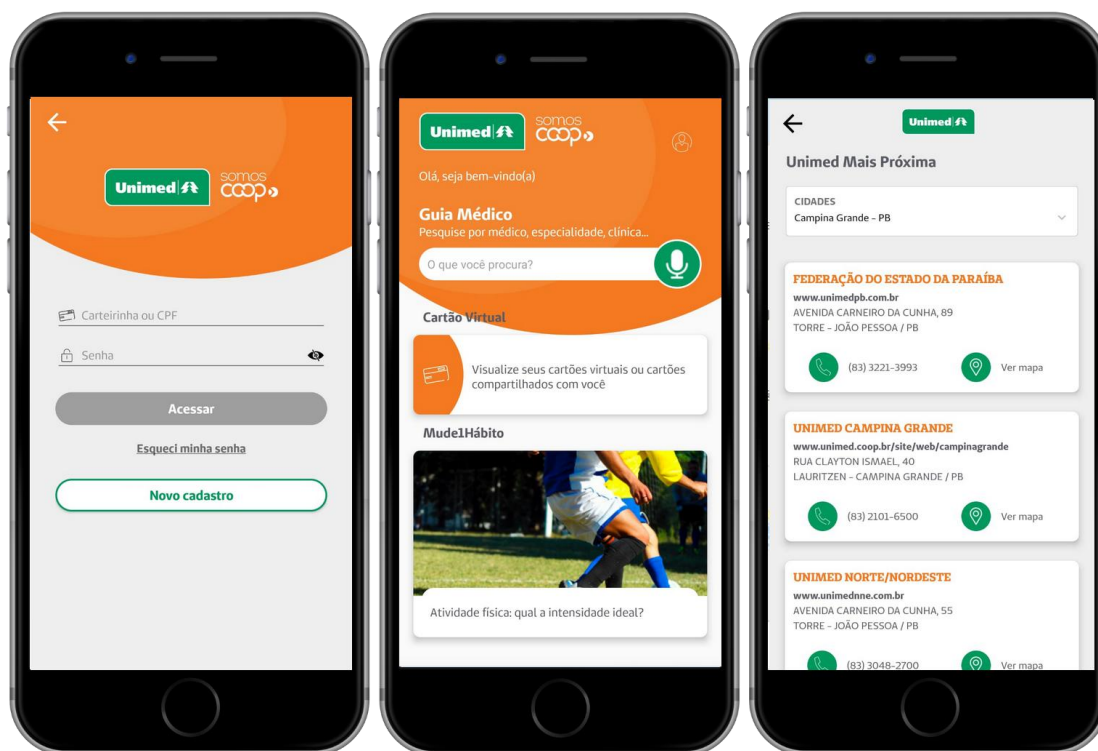 Unimed
somos
coop
Carteirinha ou CPF
Senha
Acessar
Esqueci minha senha
Novo cadastro
Unimed
somos
coop
Olá, seja bem-vindo(a)
Guia Médico
Pesquise por médico, especialidade, clínica...
O que você procura?
Cartão Virtual
Visualize seus cartões virtuais ou cartões
compartilhados com você
Mude1Hábito
Atividade física: qual a intensidade ideal?
Unimed
Unimed Mais Próxima
CIDADES
Campina Grande - PB
FEDERAÇÃO DO ESTADO DA PARAÍBA
www.unimedpb.com.br
AVENIDA CARNEIRO DA CUNHA, 89
TORRE - JOÃO PESSOA / PB
(83) 3221-3993 Ver mapa
UNIMED CAMPINA GRANDE
www.unimed.coop.br/site/web/campinagrande
RUA CLAYTON ISMAEL, 40
LAURITZEN - CAMPINA GRANDE / PB
(83) 2101-6500 Ver mapa
UNIMED NORTE/NORDESTE
www.unimednne.com.br
AVENIDA CARNEIRO DA CUNHA, 55
TORRE - JOÃO PESSOA / PB
(83) 3048-2700 Ver mapa